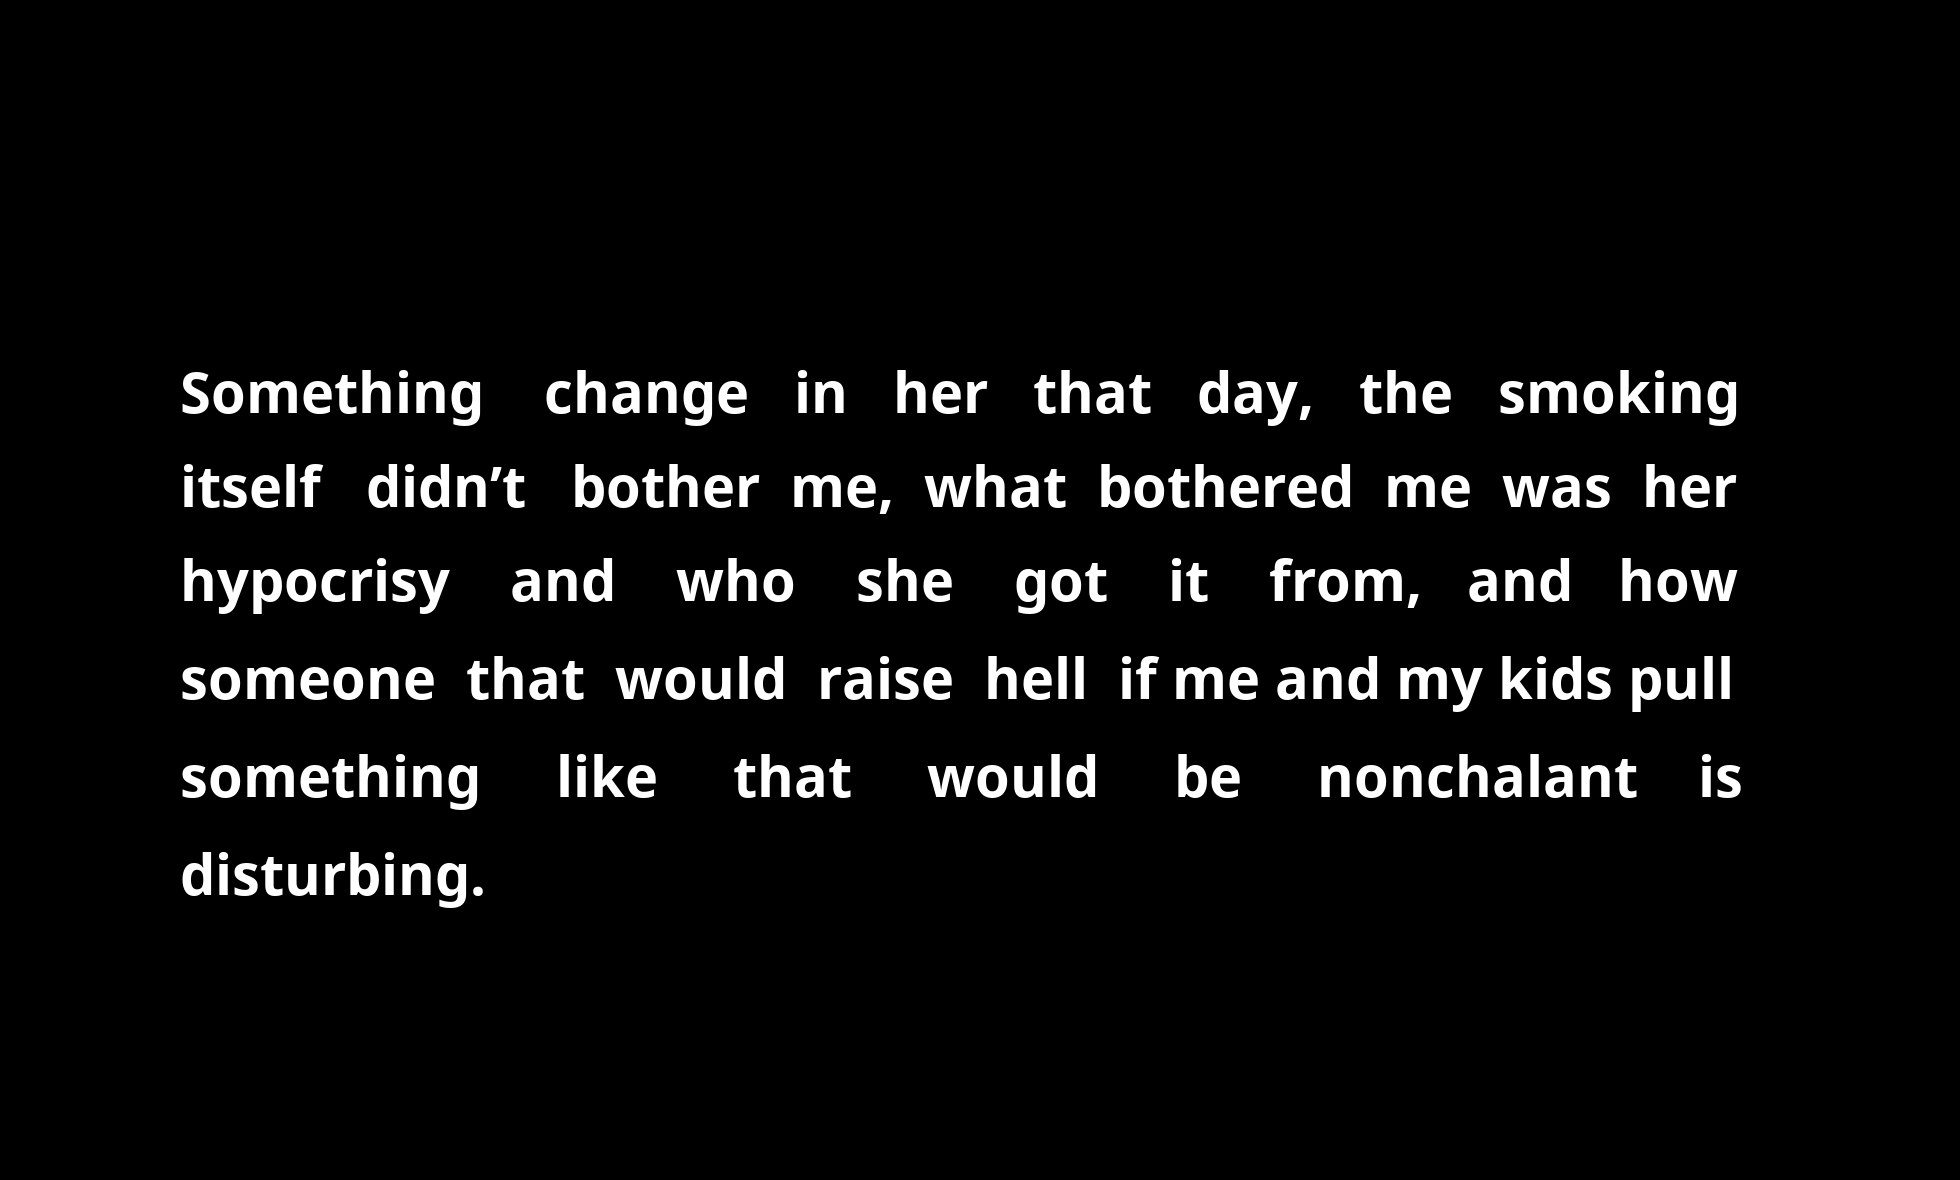 Something change in her that day, the smoking
itself didn’t bother me, what bothered me was her
hypocrisy and who she got it from, and how
someone that would raise hell if me and my kids pull
something like that would be nonchalant is
disturbing.